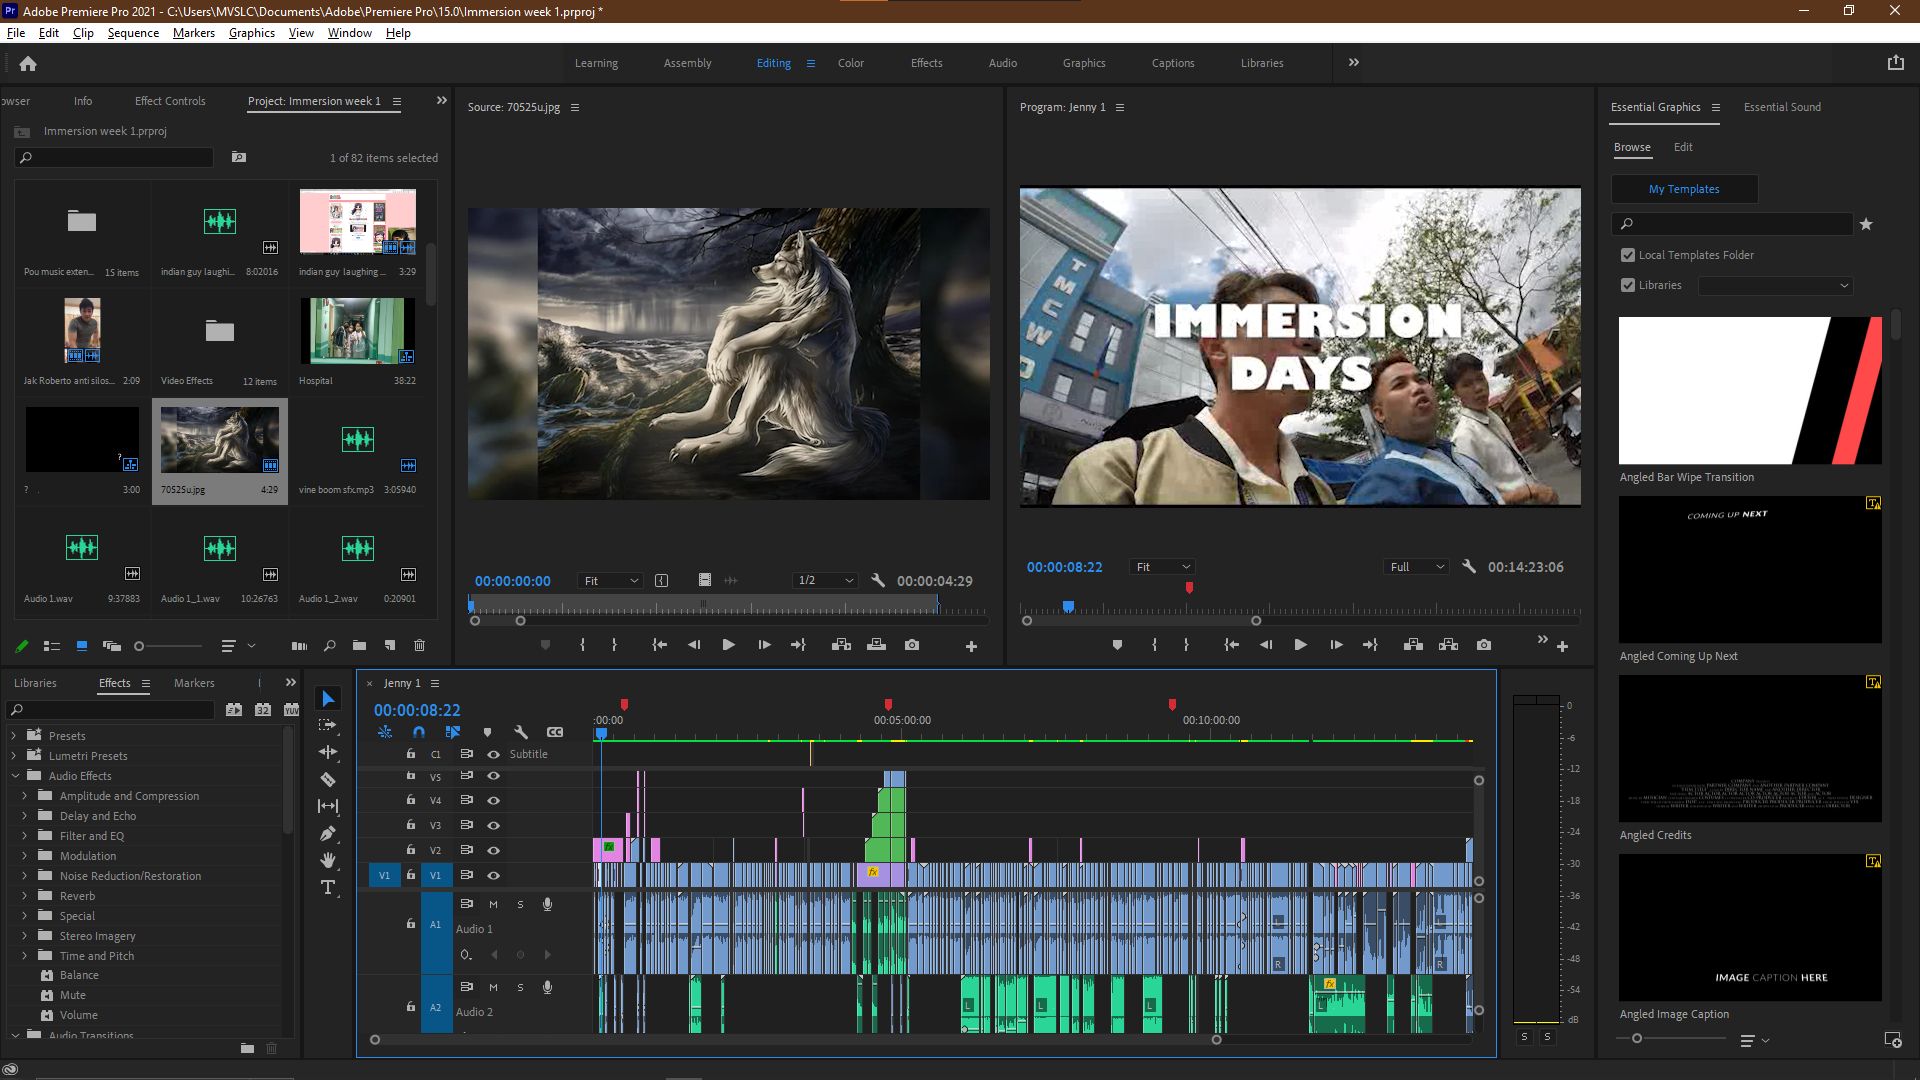 Adobe Premiere Pro 2021 - C:\Users\MVSLC\Documents\Adobe\Premiere Pro\15.0\Immersion week 1.prproj *
File Edit Clip Sequence Markers Graphics View Window Help
Learning Assembly Editing Color Effects Audio Graphics Captions Libraries
owser Info Effect Controls Project: Immersion week 1
Immersion week 1.prproj
1 of 82 items selected
Pou music exten... 15 items
indian guy laughi... 8:02016
indian guy laughing ... 3:29
Jak Roberto anti silos... 2:09
Video Effects 12 items
Hospital 38:22
? . 3:00
70525u.jpg 4:29
vine boom sfx.mp3 3:05940
Audio 1.wav 9:37883
Audio 1_1.wav 10:26763
Audio 1_2.wav 0:20901
Source: 70525u.jpg
00:00:00:00 Fit 1/2 00:00:04:29
Program: Jenny 1
TMCWD
IMMERSION
DAYS
00:00:08:22 Fit Full 00:14:23:06
Essential Graphics Essential Sound
Browse Edit
My Templates
Local Templates Folder
Libraries
Angled Bar Wipe Transition
COMING UP NEXT
Angled Coming Up Next
Angled Credits
IMAGE CAPTION HERE
Angled Image Caption
Libraries Effects Markers
32 YUV
Presets
Lumetri Presets
Audio Effects
Amplitude and Compression
Delay and Echo
Filter and EQ
Modulation
Noise Reduction/Restoration
Reverb
Special
Stereo Imagery
Time and Pitch
Balance
Mute
Volume
Audio Transitions
× Jenny 1
00:00:08:22
:00:00 00:05:00:00 00:10:00:00
CC
C1 Subtitle
V5
V4
V3
V2 fx
V1 V1 fx
A1 M S
Audio 1
L L
R R
A2 M S
Audio 2
fx
L L L L
0
-6
-12
-18
-24
-30
-36
-42
-48
-54
dB
S S